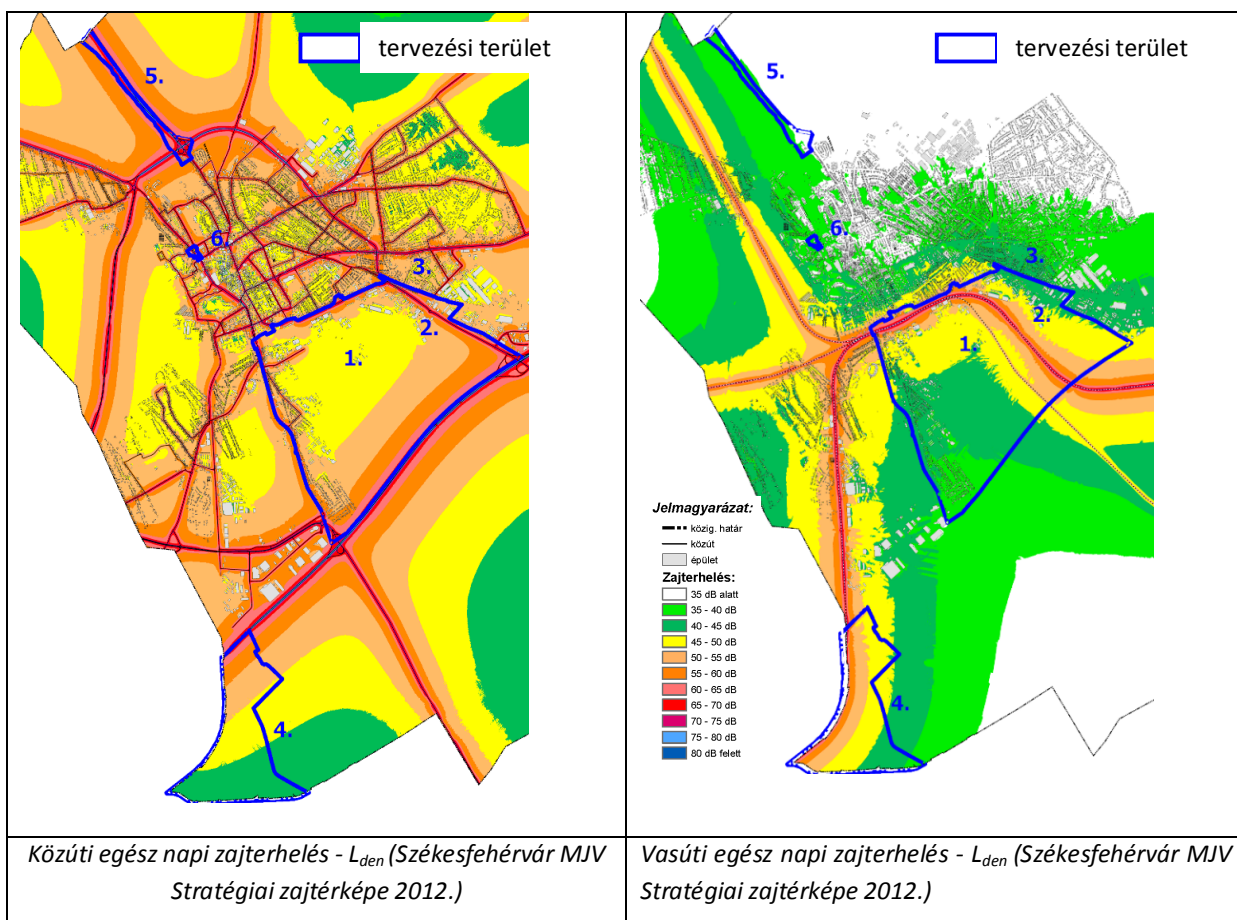 tervezési terület
5.
6.
3.
2.
1.
4.
tervezési terület
5.
6.
3.
2.
1.
4.
Jelmagyarázat:
közig. határ
közút
épület
Zajterhelés:
35 dB alatt
35 - 40 dB
40 - 45 dB
45 - 50 dB
50 - 55 dB
55 - 60 dB
60 - 65 dB
65 - 70 dB
70 - 75 dB
75 - 80 dB
80 dB felett
Közúti egész napi zajterhelés - Lden (Székesfehérvár MJV
Stratégiai zajtérképe 2012.)
Vasúti egész napi zajterhelés - Lden (Székesfehérvár MJV
Stratégiai zajtérképe 2012.)